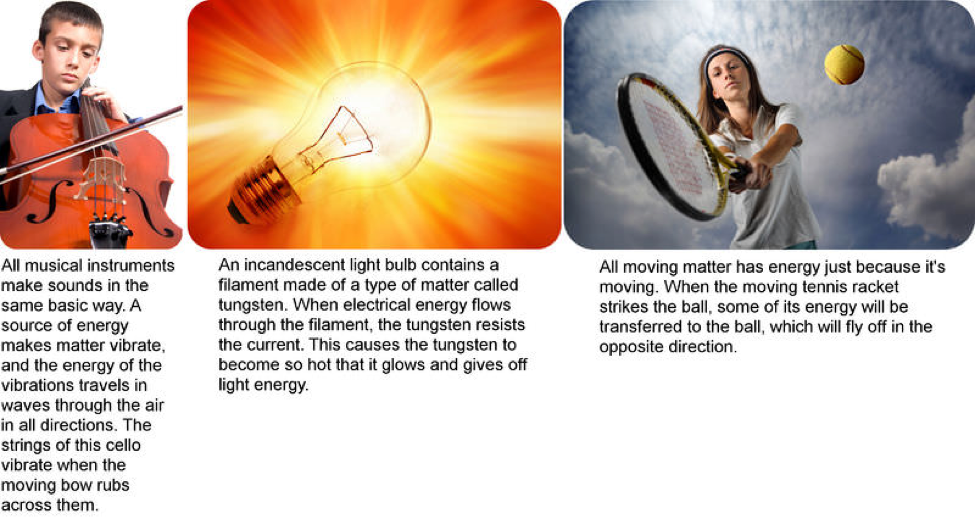 All musical instruments
make sounds in the
same basic way. A
source of energy
makes matter vibrate,
and the energy of the
vibrations travels in
waves through the air
in all directions. The
strings of this cello
vibrate when the
moving bow rubs
across them.
An incandescent light bulb contains a
filament made of a type of matter called
tungsten. When electrical energy flows
through the filament, the tungsten resists
the current. This causes the tungsten to
become so hot that it glows and gives off
light energy.
All moving matter has energy just because it's
moving. When the moving tennis racket
strikes the ball, some of its energy will be
transferred to the ball, which will fly off in the
opposite direction.